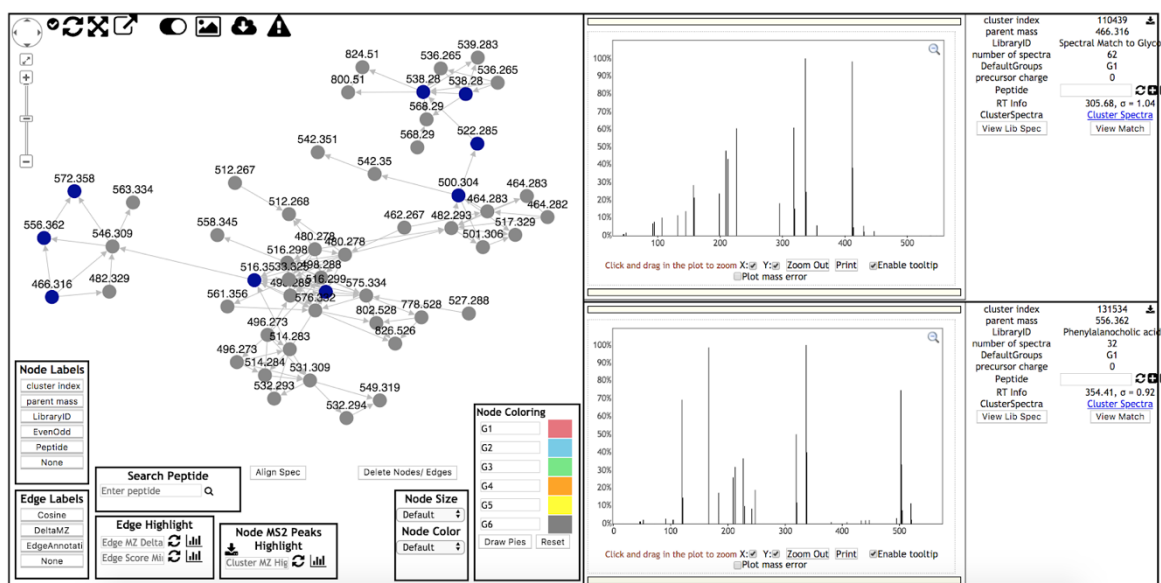 539.283
824.51
536.265
536.265
538.28
538.28
800.51
568.29
568.29
522.285
542.351
542.35
512.267
500.304
464.283
464.283
464.282
572.358
563.334
512.268
462.267
482.293
517.329
558.345
480.278
480.278
501.306
556.362
546.309
516.298
498.288
516.299
575.334
466.316
482.329
561.356
576.332
802.528
778.528
527.288
826.526
496.273
514.283
496.273
514.284
531.309
532.293
549.319
532.294
Node Labels
cluster index
parent mass
LibraryID
EvenOdd
Peptide
None
Edge Labels
Cosine
DeltaMZ
EdgeAnnotati
None
Search Peptide
Enter peptide
Edge Highlight
Edge MZ Delta
Edge Score Mi
Align Spec
Node MS2 Peaks
Highlight
Cluster MZ Hig
Delete Nodes/ Edges
Node Size
Default
Node Color
Default
Node Coloring
G1
G2
G3
G4
G5
G6
Draw Pies Reset
100%
90%
80%
70%
60%
50%
40%
30%
20%
10%
0%
100 200 300 400 500
Click and drag in the plot to zoom X: Y: Zoom Out Print Enable tooltip
Plot mass error
cluster index 110439
parent mass 466.316
LibraryID Spectral Match to Glyco
number of spectra 62
DefaultGroups G1
precursor charge 0
Peptide
RT Info 305.68, σ = 1.04
ClusterSpectra Cluster Spectra
View Lib Spec View Match
100%
90%
80%
70%
60%
50%
40%
30%
20%
10%
0%
0 100 200 300 400 500
Click and drag in the plot to zoom X: Y: Zoom Out Print Enable tooltip
Plot mass error
cluster index 131534
parent mass 556.362
LibraryID Phenylalanocholic acid
number of spectra 32
DefaultGroups G1
precursor charge 0
Peptide
RT Info 354.41, σ = 0.92
ClusterSpectra Cluster Spectra
View Lib Spec View Match